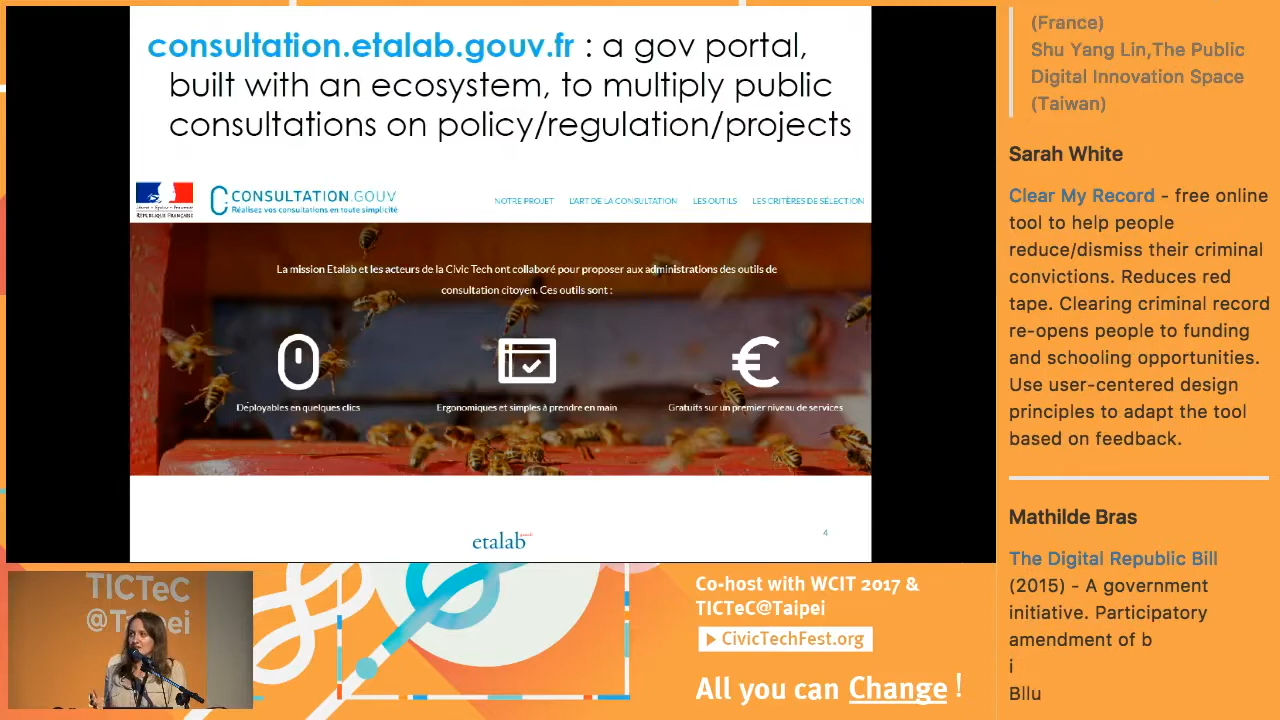 consultation.etalab.gouv.fr : a gov portal,
built with an ecosystem, to multiply public
consultations on policy/regulation/projects
RÉPUBLIQUE FRANÇAISE
CONSULTATION.GOUV
Réalisez vos consultations en toute simplicité
NOTRE PROJET L'ART DE LA CONSULTATION LES OUTILS LES CRITÈRES DE SÉLECTION
La mission Etalab et les acteurs de la Civic Tech ont collaboré pour proposer aux administrations des outils de
consultation citoyen. Ces outils sont :
Déployables en quelques clics
Ergonomiques et simples à prendre en main
Gratuits sur un premier niveau de services
etalab
4
(France)
Shu Yang Lin,The Public
Digital Innovation Space
(Taiwan)
Sarah White
Clear My Record - free online
tool to help people
reduce/dismiss their criminal
convictions. Reduces red
tape. Clearing criminal record
re-opens people to funding
and schooling opportunities.
Use user-centered design
principles to adapt the tool
based on feedback.
Mathilde Bras
The Digital Republic Bill
(2015) - A government
initiative. Participatory
amendment of b
i
Bllu
TICTeC
@Taipei
Co-host with WCIT 2017 &
TICTeC@Taipei
CivicTechFest.org
All you can Change !